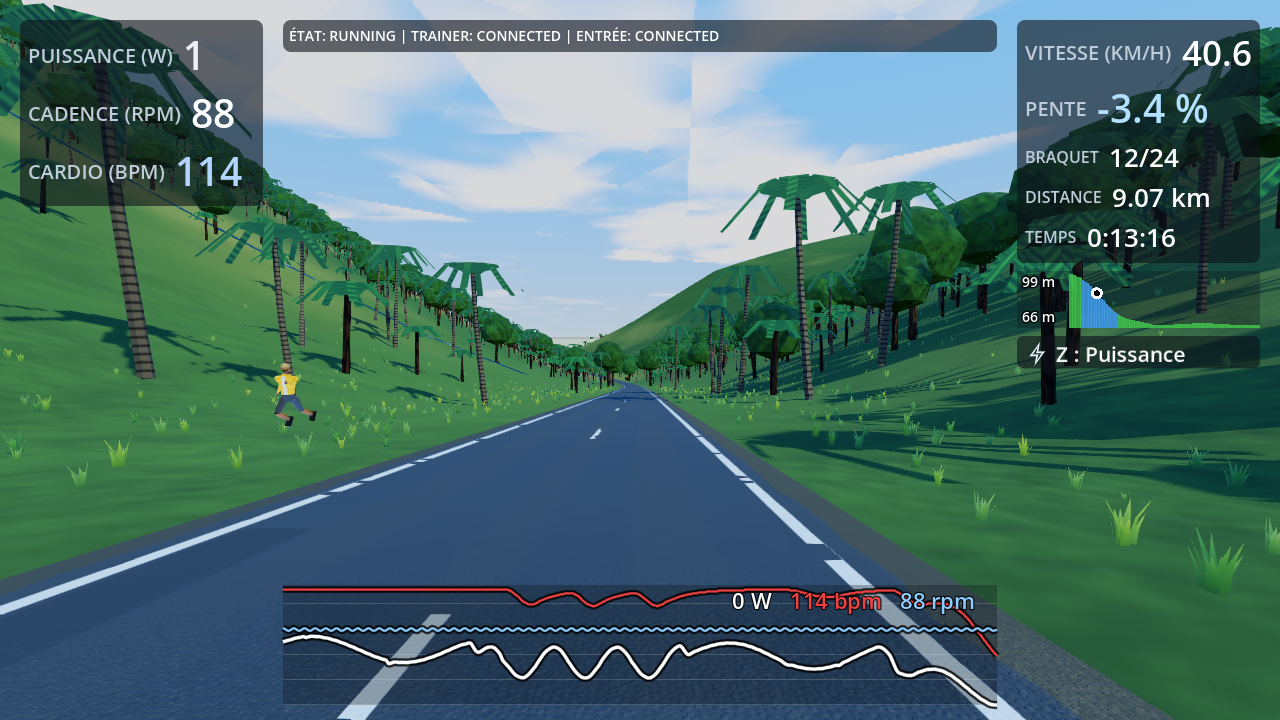 PUISSANCE (W) 1
CADENCE (RPM) 88
CARDIO (BPM) 114
ÉTAT: RUNNING | TRAINER: CONNECTED | ENTRÉE: CONNECTED
VITESSE (KM/H) 40.6
PENTE -3.4 %
BRAQUET 12/24
DISTANCE 9.07 km
TEMPS 0:13:16
99 m
66 m
Z : Puissance
0 W 114 bpm 88 rpm